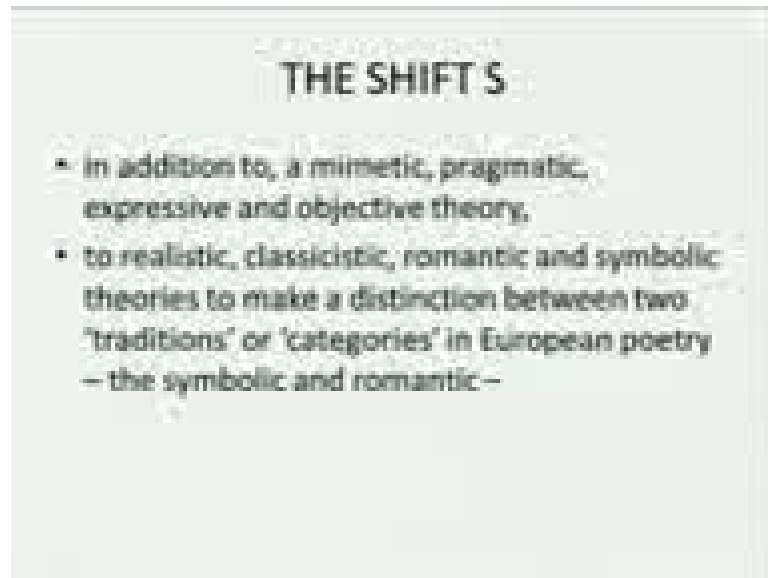 THE SHIFT S
• in addition to, a mimetic, pragmatic,
expressive and objective theory,
• to realistic, classicistic, romantic and symbolic
theories to make a distinction between two
'traditions' or 'categories' in European poetry
– the symbolic and romantic –